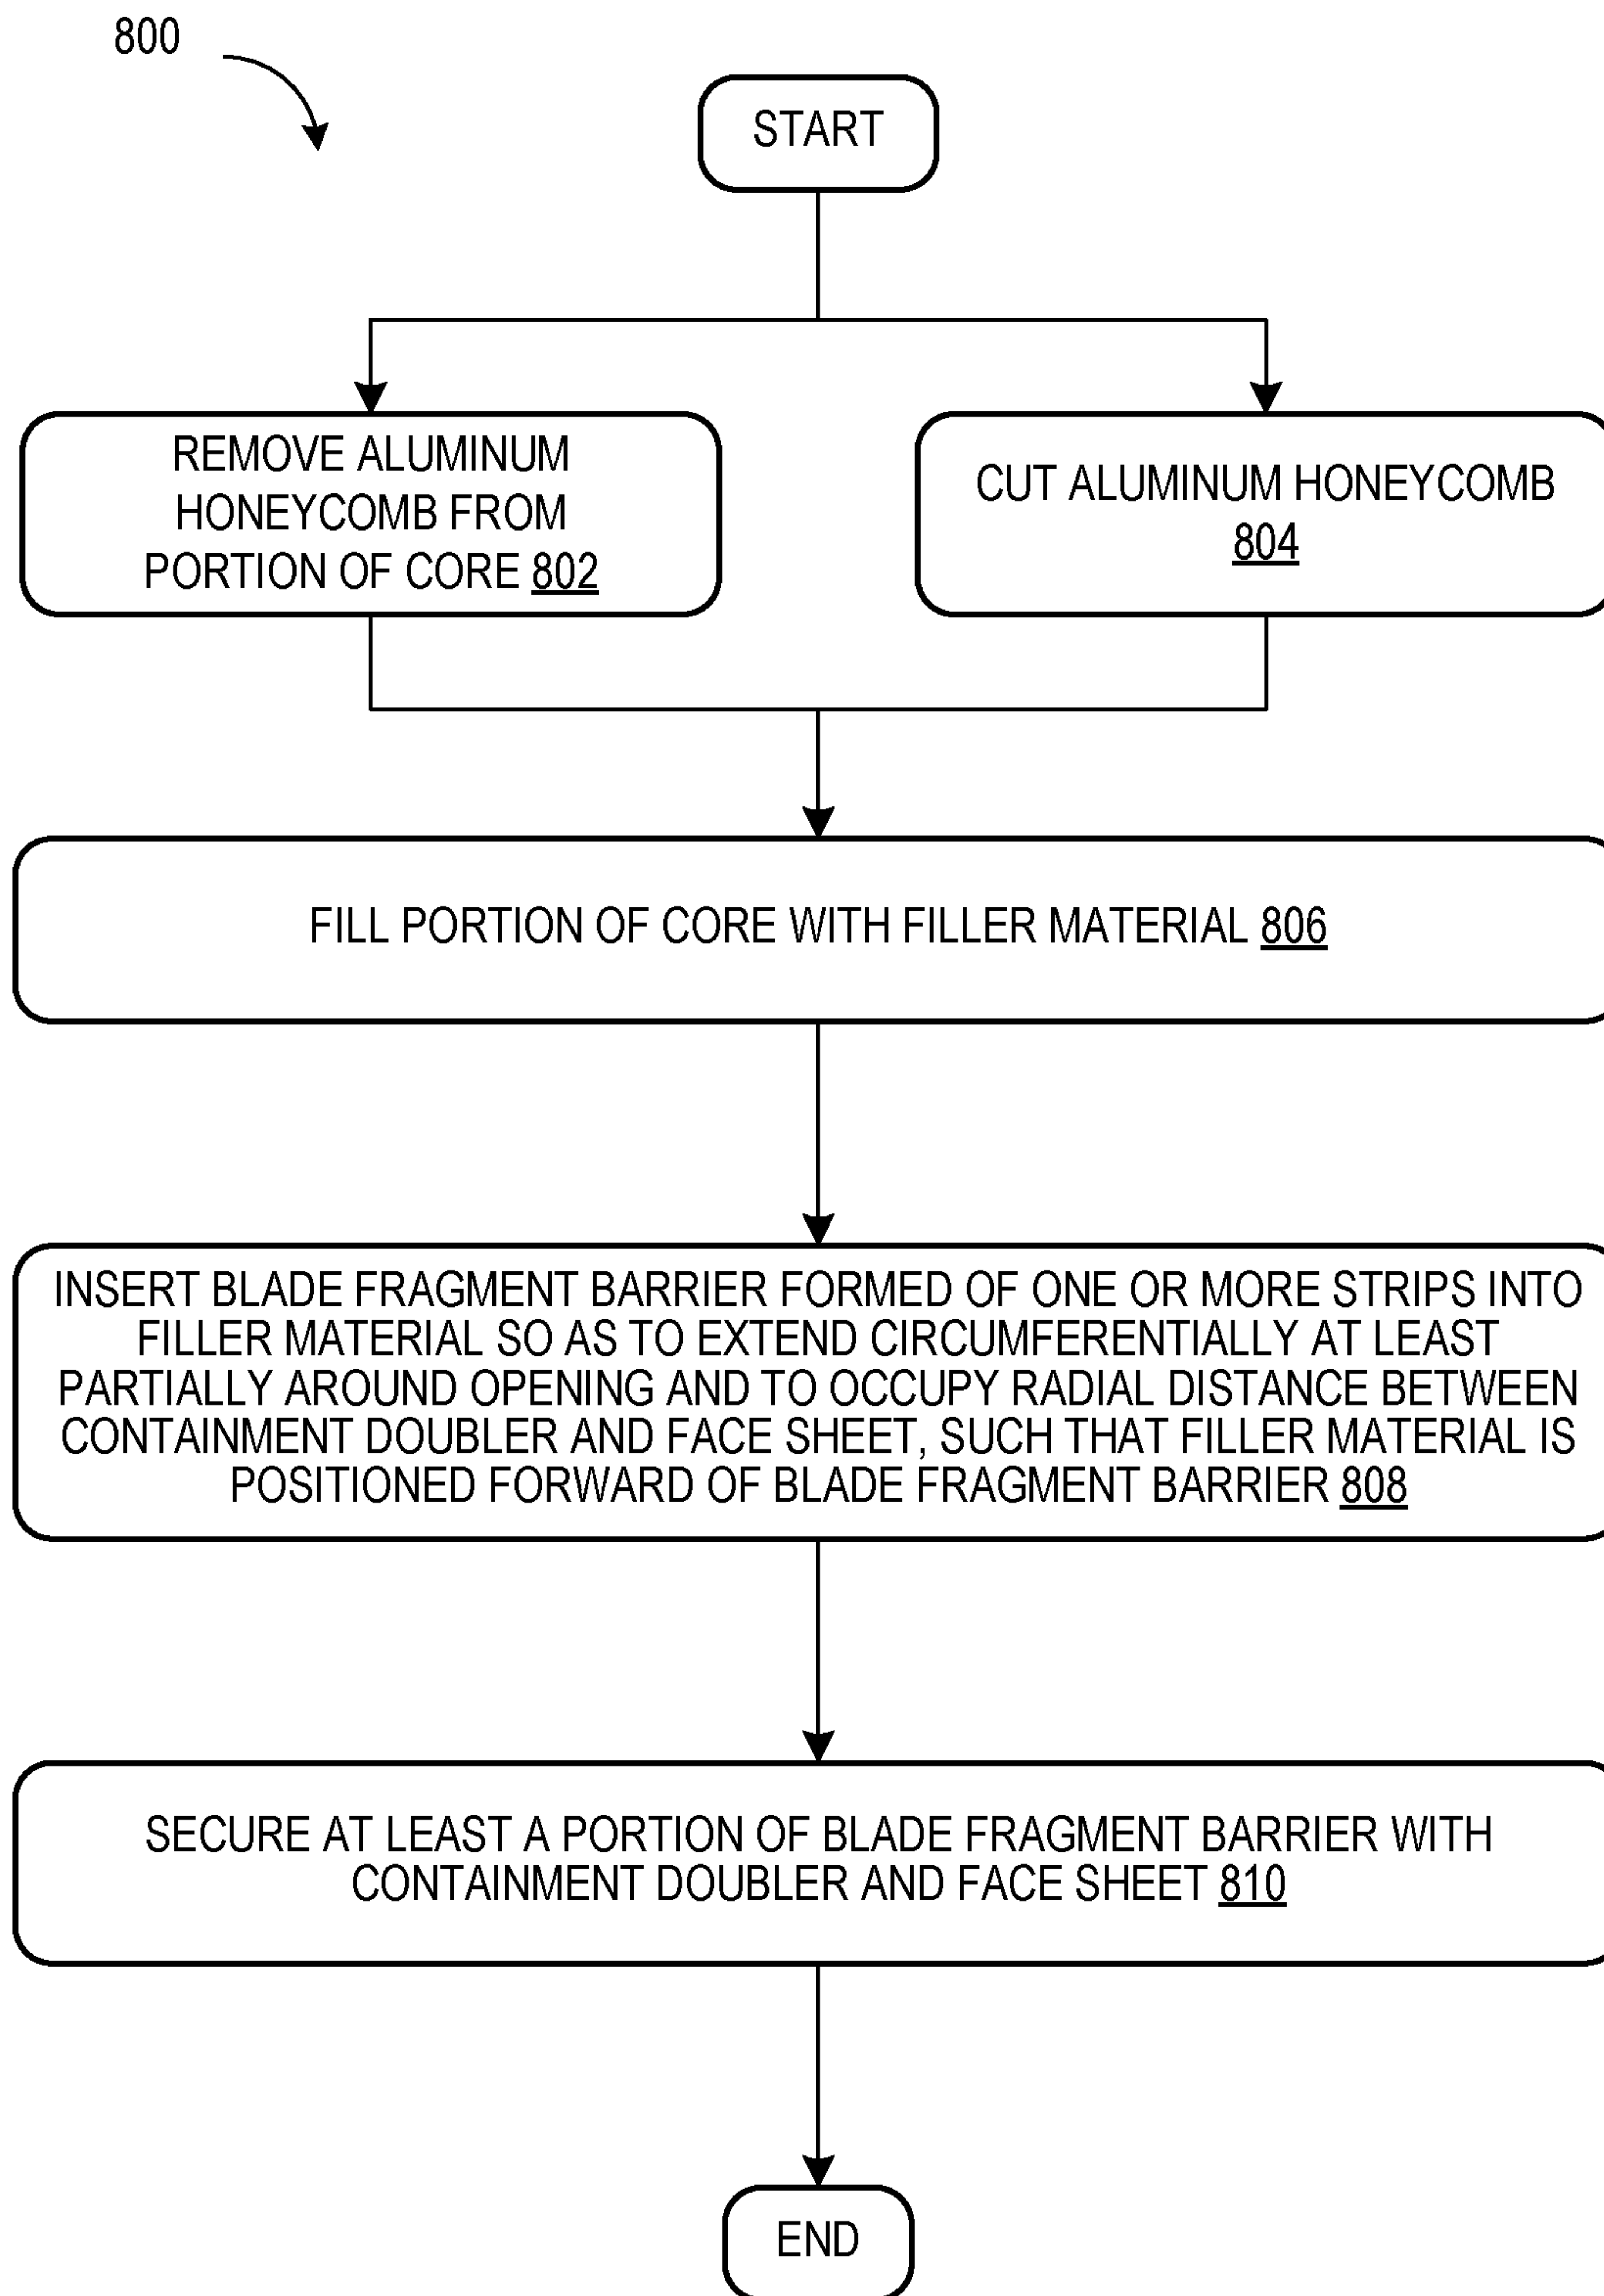 800
START
REMOVE ALUMINUM
HONEYCOMB FROM
PORTION OF CORE 802
CUT ALUMINUM HONEYCOMB
804
FILL PORTION OF CORE WITH FILLER MATERIAL 806
INSERT BLADE FRAGMENT BARRIER FORMED OF ONE OR MORE STRIPS INTO
FILLER MATERIAL SO AS TO EXTEND CIRCUMFERENTIALLY AT LEAST
PARTIALLY AROUND OPENING AND TO OCCUPY RADIAL DISTANCE BETWEEN
CONTAINMENT DOUBLER AND FACE SHEET, SUCH THAT FILLER MATERIAL IS
POSITIONED FORWARD OF BLADE FRAGMENT BARRIER 808
SECURE AT LEAST A PORTION OF BLADE FRAGMENT BARRIER WITH
CONTAINMENT DOUBLER AND FACE SHEET 810
END